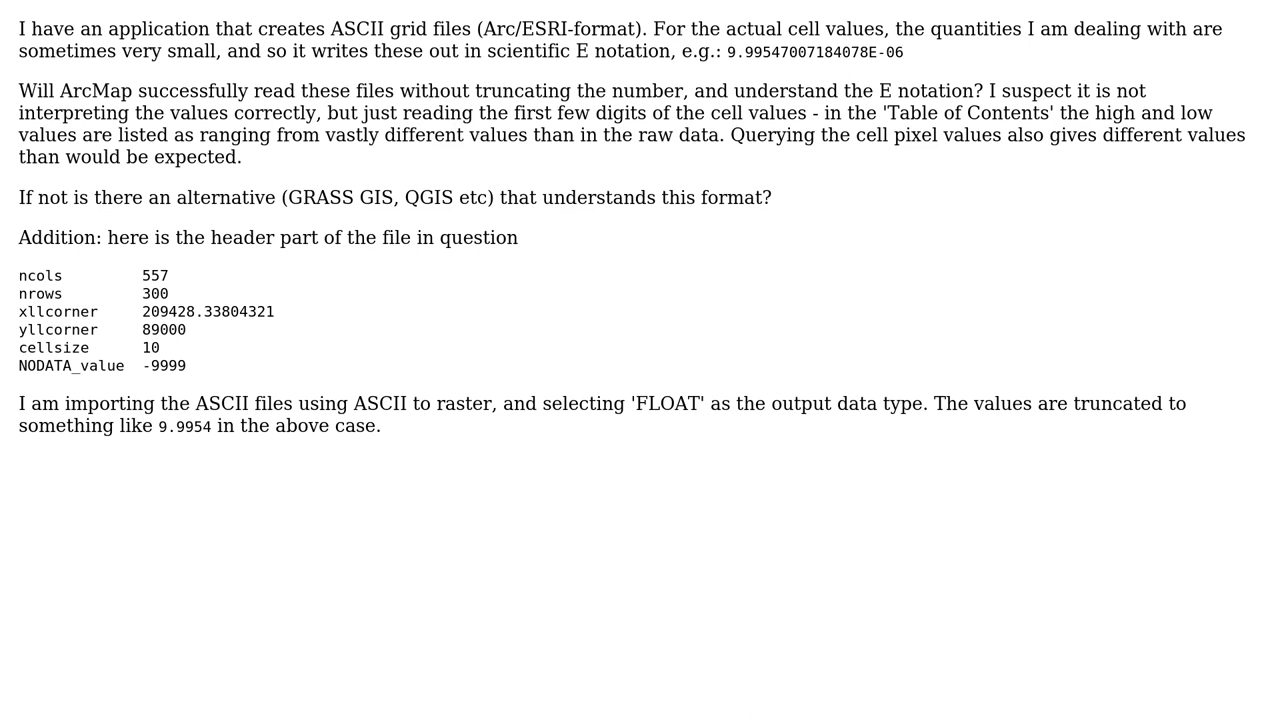 I have an application that creates ASCII grid files (Arc/ESRI-format). For the actual cell values, the quantities I am dealing with are
sometimes very small, and so it writes these out in scientific E notation, e.g.: 9.99547007184078E-06
Will ArcMap successfully read these files without truncating the number, and understand the E notation? I suspect it is not
interpreting the values correctly, but just reading the first few digits of the cell values - in the 'Table of Contents' the high and low
values are listed as ranging from vastly different values than in the raw data. Querying the cell pixel values also gives different values
than would be expected.
If not is there an alternative (GRASS GIS, QGIS etc) that understands this format?
Addition: here is the header part of the file in question
ncols 557
nrows 300
xllcorner 209428.33804321
yllcorner 89000
cellsize 10
NODATA_value -9999
I am importing the ASCII files using ASCII to raster, and selecting 'FLOAT' as the output data type. The values are truncated to
something like 9.9954 in the above case.